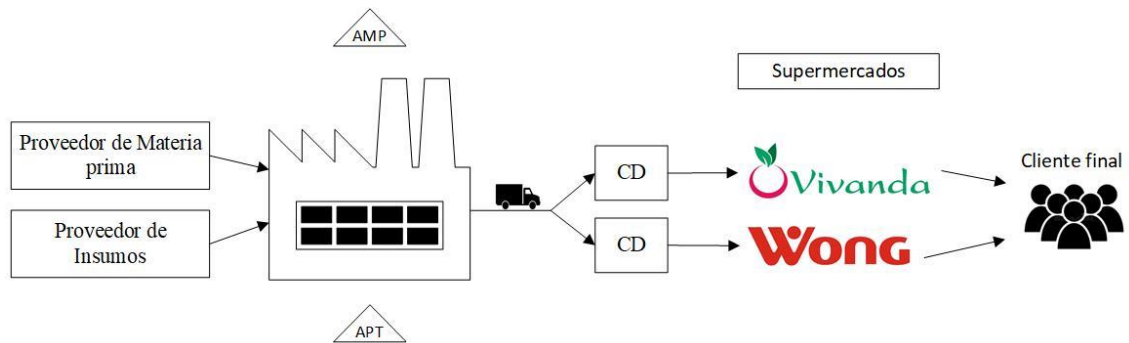 AMP
Supermercados
Proveedor de Materia
prima
Proveedor de
Insumos
CD
CD
Vivanda
WONG
Cliente final
APT